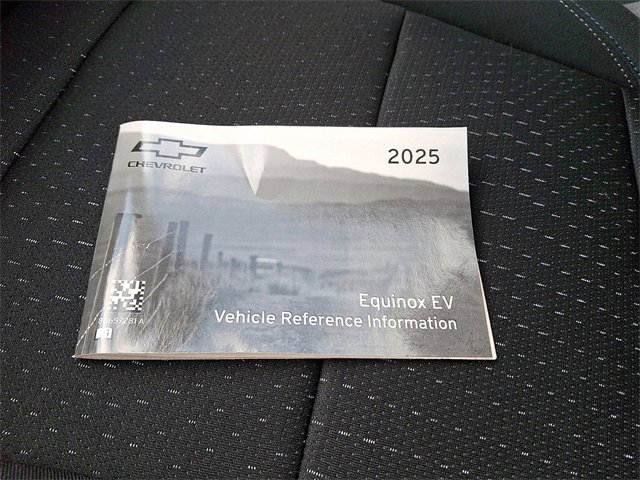 CHEVROLET
2025
Equinox EV
Vehicle Reference Information